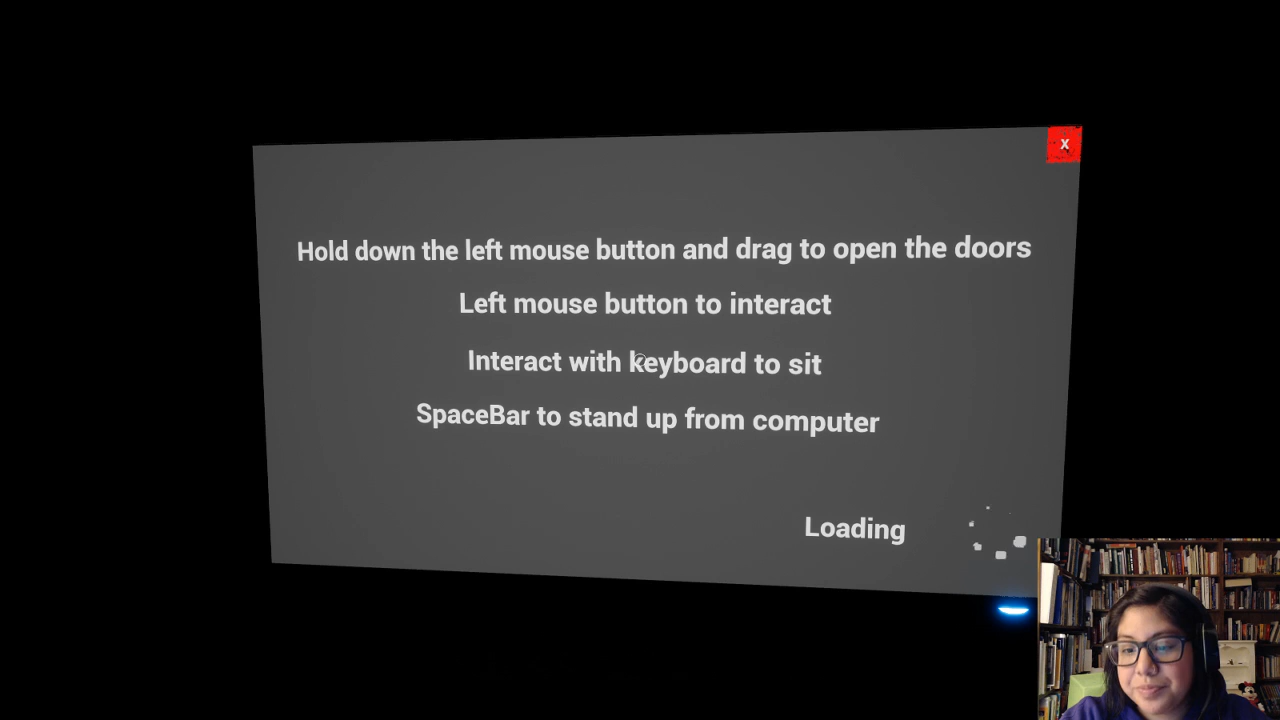 X
Hold down the left mouse button and drag to open the doors
Left mouse button to interact
Interact with keyboard to sit
SpaceBar to stand up from computer
Loading